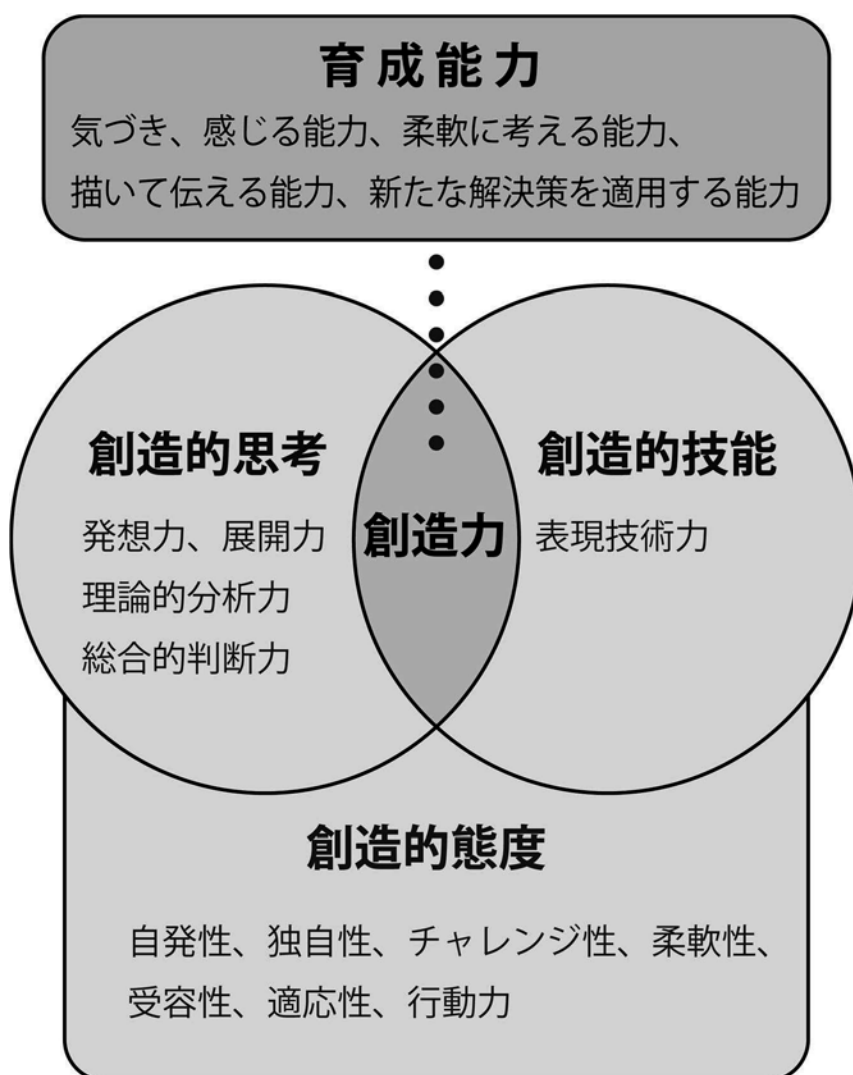 育成能力
気づき、感じる能力、柔軟に考える能力、
描いて伝える能力、新たな解決策を適用する能力
創造的思考
発想力、展開力
理論的分析力
総合的判断力
創造力
創造的技能
表現技術力
創造的態度
自発性、独自性、チャレンジ性、柔軟性、
受容性、適応性、行動力